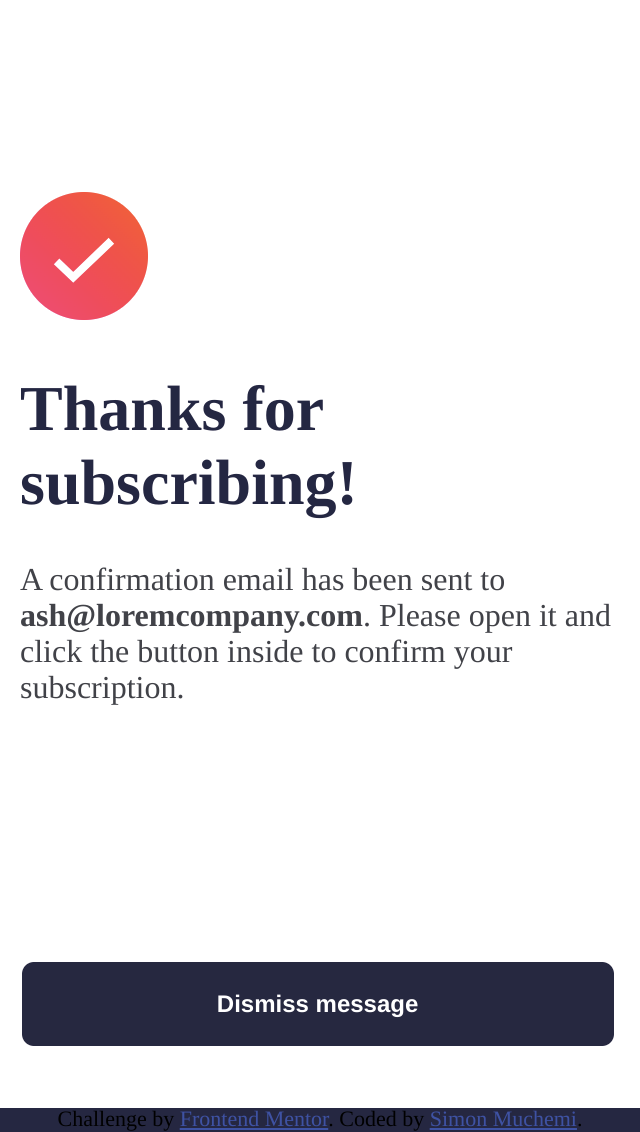 Thanks for
subscribing!
A confirmation email has been sent to
ash@loremcompany.com. Please open it and
click the button inside to confirm your
subscription.
Dismiss message
Challenge by Frontend Mentor. Coded by Simon Muchemi.